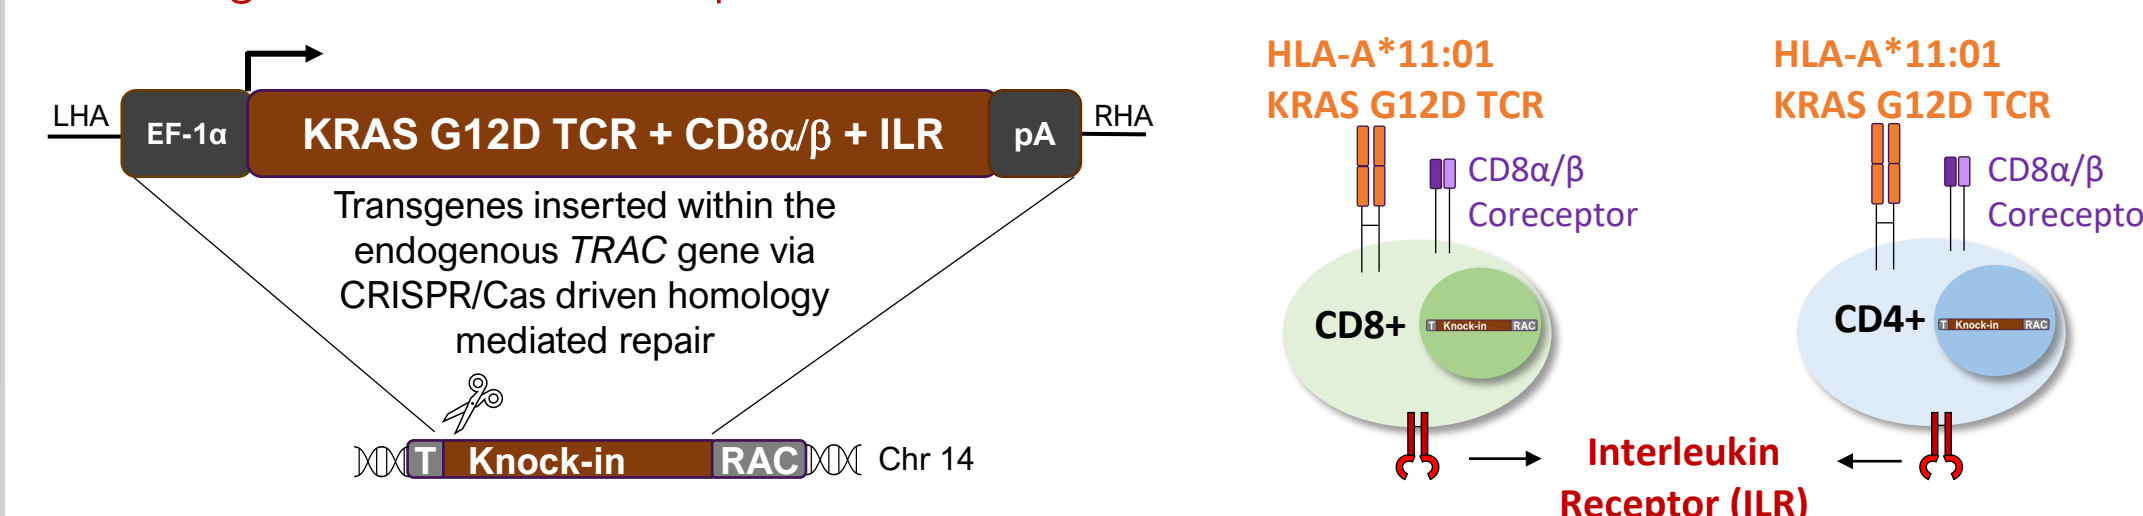 LHA
EF-1α
KRAS G12D TCR + CD8α/β + ILR
pA
RHA
Transgenes inserted within the
endogenous TRAC gene via
CRISPR/Cas driven homology
mediated repair
T
Knock-in
RAC
Chr 14
HLA-A*11:01
KRAS G12D TCR
CD8α/β
Coreceptor
CD8+
T
Knock-in
RAC
HLA-A*11:01
KRAS G12D TCR
CD8α/β
Corecepto
CD4+
T
Knock-in
RAC
Interleukin
Receptor (ILR)